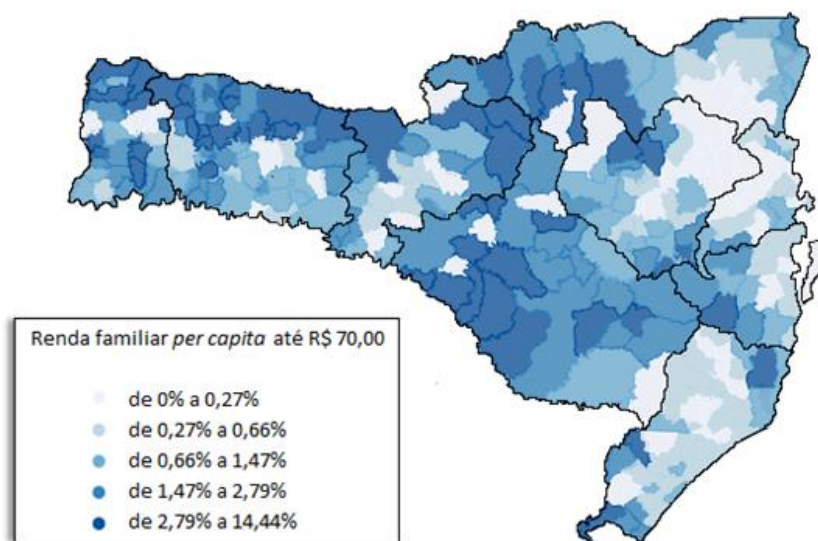 Renda familiar per capita até R$ 70,00
de 0% a 0,27%
de 0,27% a 0,66%
de 0,66% a 1,47%
de 1,47% a 2,79%
de 2,79% a 14,44%